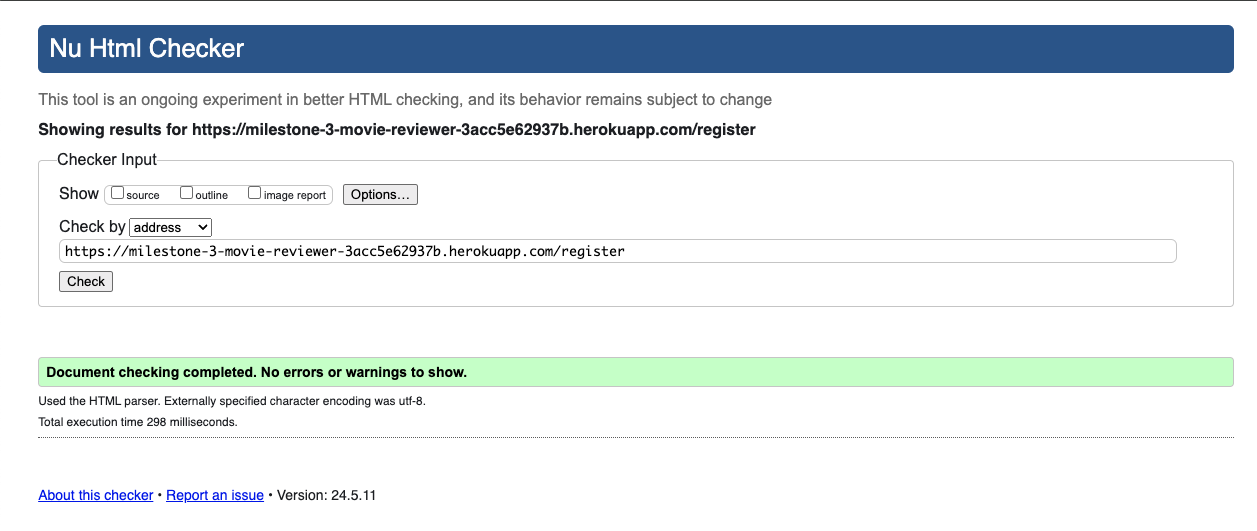 Nu Html Checker
This tool is an ongoing experiment in better HTML checking, and its behavior remains subject to change
Showing results for https://milestone-3-movie-reviewer-3acc5e62937b.herokuapp.com/register
Checker Input
Show source outline image report Options...
Check by address
https://milestone-3-movie-reviewer-3acc5e62937b.herokuapp.com/register
Check
Document checking completed. No errors or warnings to show.
Used the HTML parser. Externally specified character encoding was utf-8.
Total execution time 298 milliseconds.
About this checker • Report an issue • Version: 24.5.11